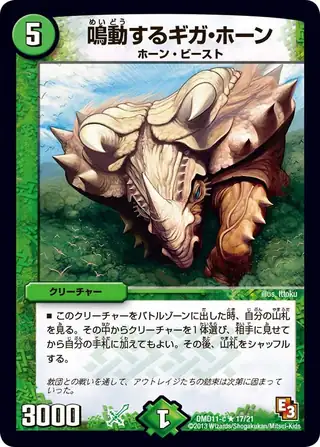 5
めいどう
鳴動するギガ・ホーン
ホーン・ビースト
illus. Ittoku
クリーチャー
■ このクリーチャーをバトルゾーンに出した時、自分の山札
を見る。その中からクリーチャーを1体選び、相手に見せて
から自分の手札に加えてもよい。その後、山札をシャッフル
する。
教団との戦いを通して、アウトレイジたちの結束は次第に固まって
いった。
3000
1
DMD11-c ★ 17/21
©2013 Wizards/Shogakukan/Mitsui-Kids
E3